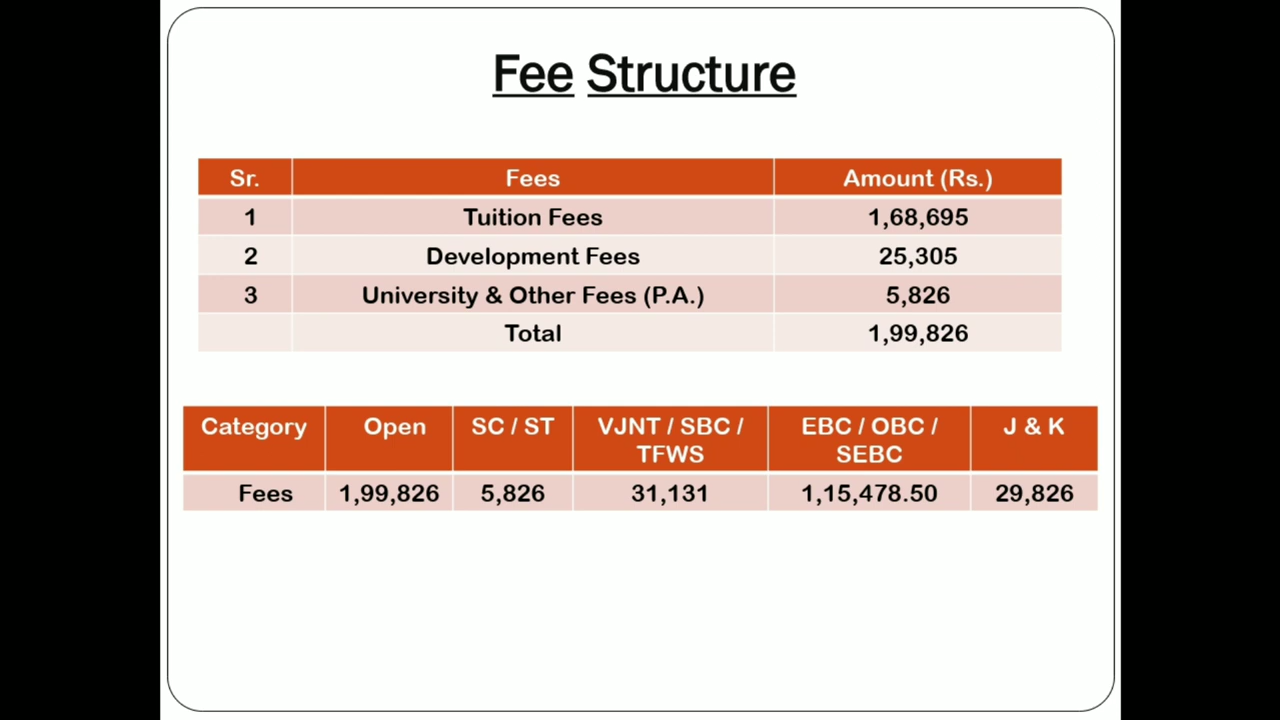 Fee Structure
Sr. Fees Amount (Rs.)
1 Tuition Fees 1,68,695
2 Development Fees 25,305
3 University & Other Fees (P.A.) 5,826
Total 1,99,826
Category Open SC / ST VJNT / SBC / TFWS EBC / OBC / SEBC J & K
Fees 1,99,826 5,826 31,131 1,15,478.50 29,826